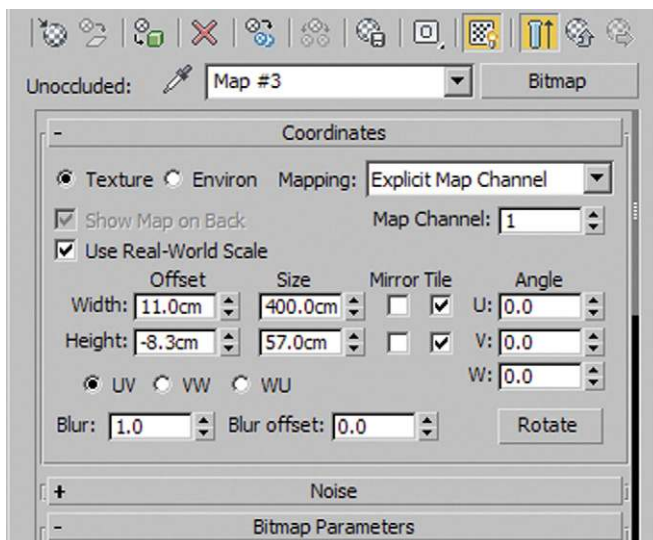 Unoccluded: Map #3 Bitmap
- Coordinates
Texture Environ Mapping: Explicit Map Channel
Show Map on Back Map Channel: 1
Use Real-World Scale
Offset Size Mirror Tile Angle
Width: 11.0cm 400.0cm U: 0.0
Height: -8.3cm 57.0cm V: 0.0
UV VW WU W: 0.0
Blur: 1.0 Blur offset: 0.0 Rotate
+ Noise
- Bitmap Parameters